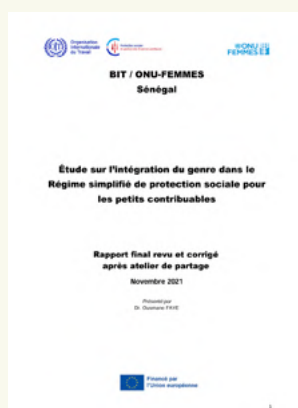 Organisation
internationale
du Travail
ONU
FEMMES
BIT / ONU-FEMMES
Sénégal
Étude sur l'intégration du genre dans le
Régime simplifié de protection sociale pour
les petits contribuables
Rapport final revu et corrigé
après atelier de partage
Novembre 2021
Présenté par
Dr. Ousmane FAYE
Financé par
l'Union européenne